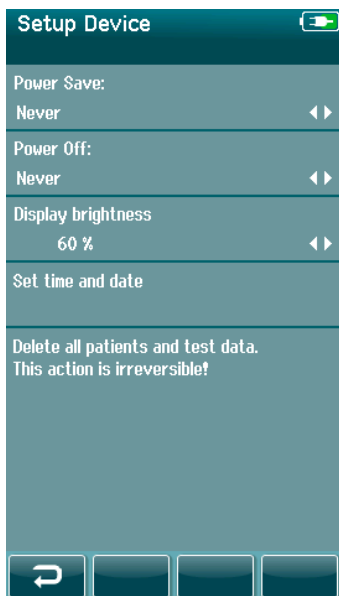 Setup Device
Power Save:
Never
Power Off:
Never
Display brightness
60 %
Set time and date
Delete all patients and test data.
This action is irreversible!